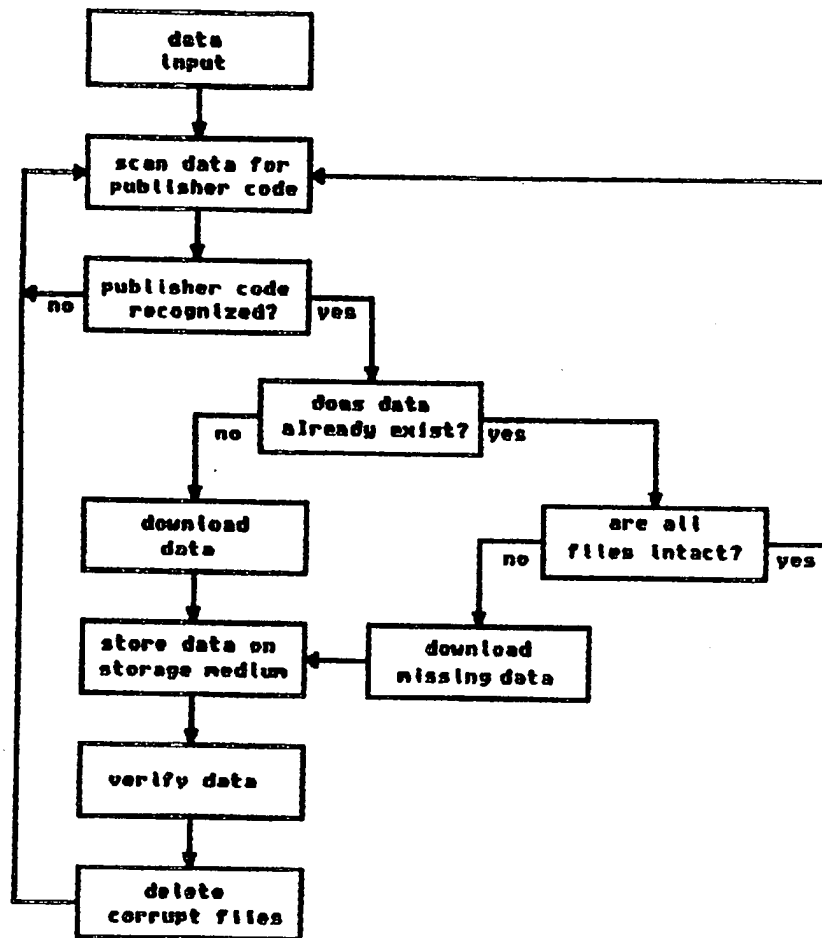 data
input
scan data for
publisher code
publisher code
recognized?
no
yes
does data
already exist?
no
yes
download
data
are all
files intact?
no
yes
store data on
storage medium
download
missing data
verify data
delete
corrupt files